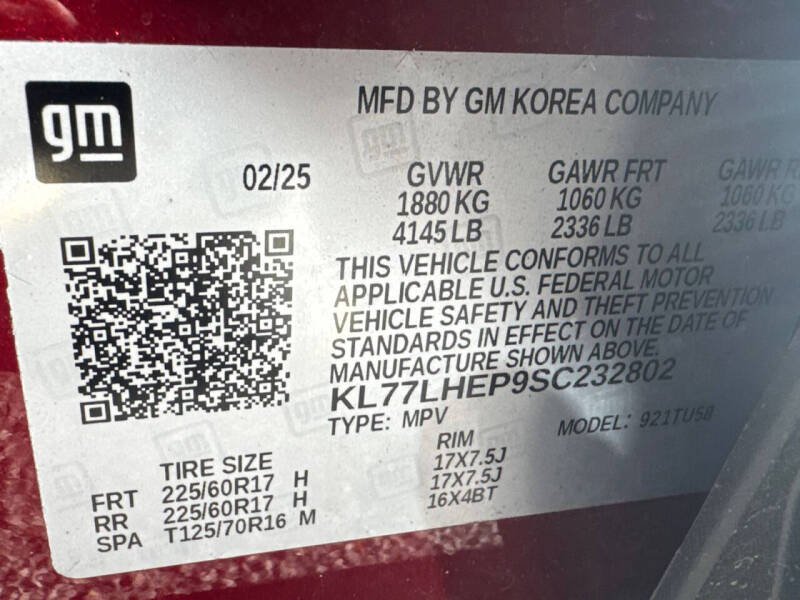 gm
MFD BY GM KOREA COMPANY
02/25
GVWR GAWR FRT GAWR R
1880 KG 1060 KG 1060 KG
4145 LB 2336 LB 2336 LB
THIS VEHICLE CONFORMS TO ALL
APPLICABLE U.S. FEDERAL MOTOR
VEHICLE SAFETY AND THEFT PREVENTION
STANDARDS IN EFFECT ON THE DATE OF
MANUFACTURE SHOWN ABOVE.
KL77LHEP9SC232802
TYPE: MPV MODEL: 921TU58
TIRE SIZE RIM
FRT 225/60R17 H 17X7.5J
RR 225/60R17 H 17X7.5J
SPA T125/70R16 M 16X4BT